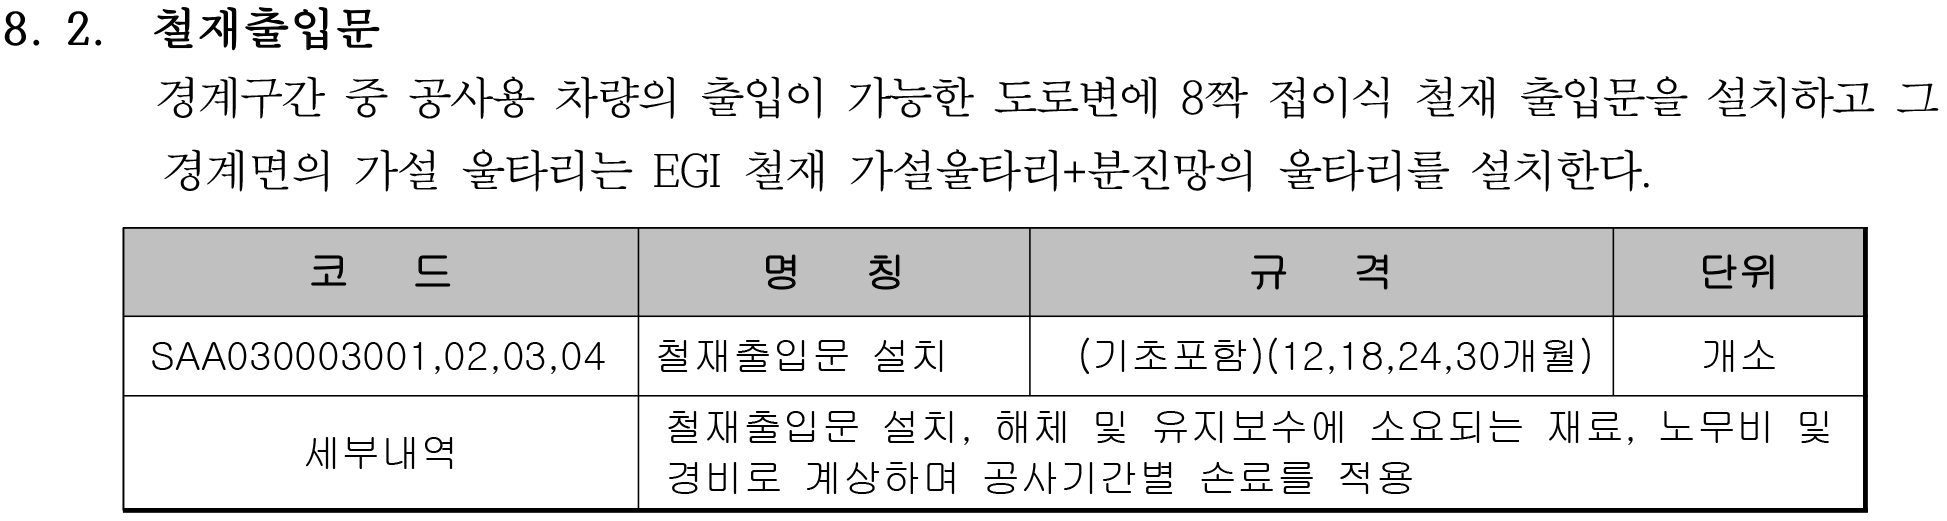 8. 2. 철재출입문
경계구간 중 공사용 차량의 출입이 가능한 도로변에 8짝 접이식 철재 출입문을 설치하고 그
경계면의 가설 울타리는 EGI 철재 가설울타리+분진망의 울타리를 설치한다.
코 드 명 칭 규 격 단위
SAA030003001,02,03,04 철재출입문 설치 (기초포함)(12,18,24,30개월) 개소
세부내역
철재출입문 설치, 해체 및 유지보수에 소요되는 재료, 노무비 및
경비로 계상하며 공사기간별 손료를 적용